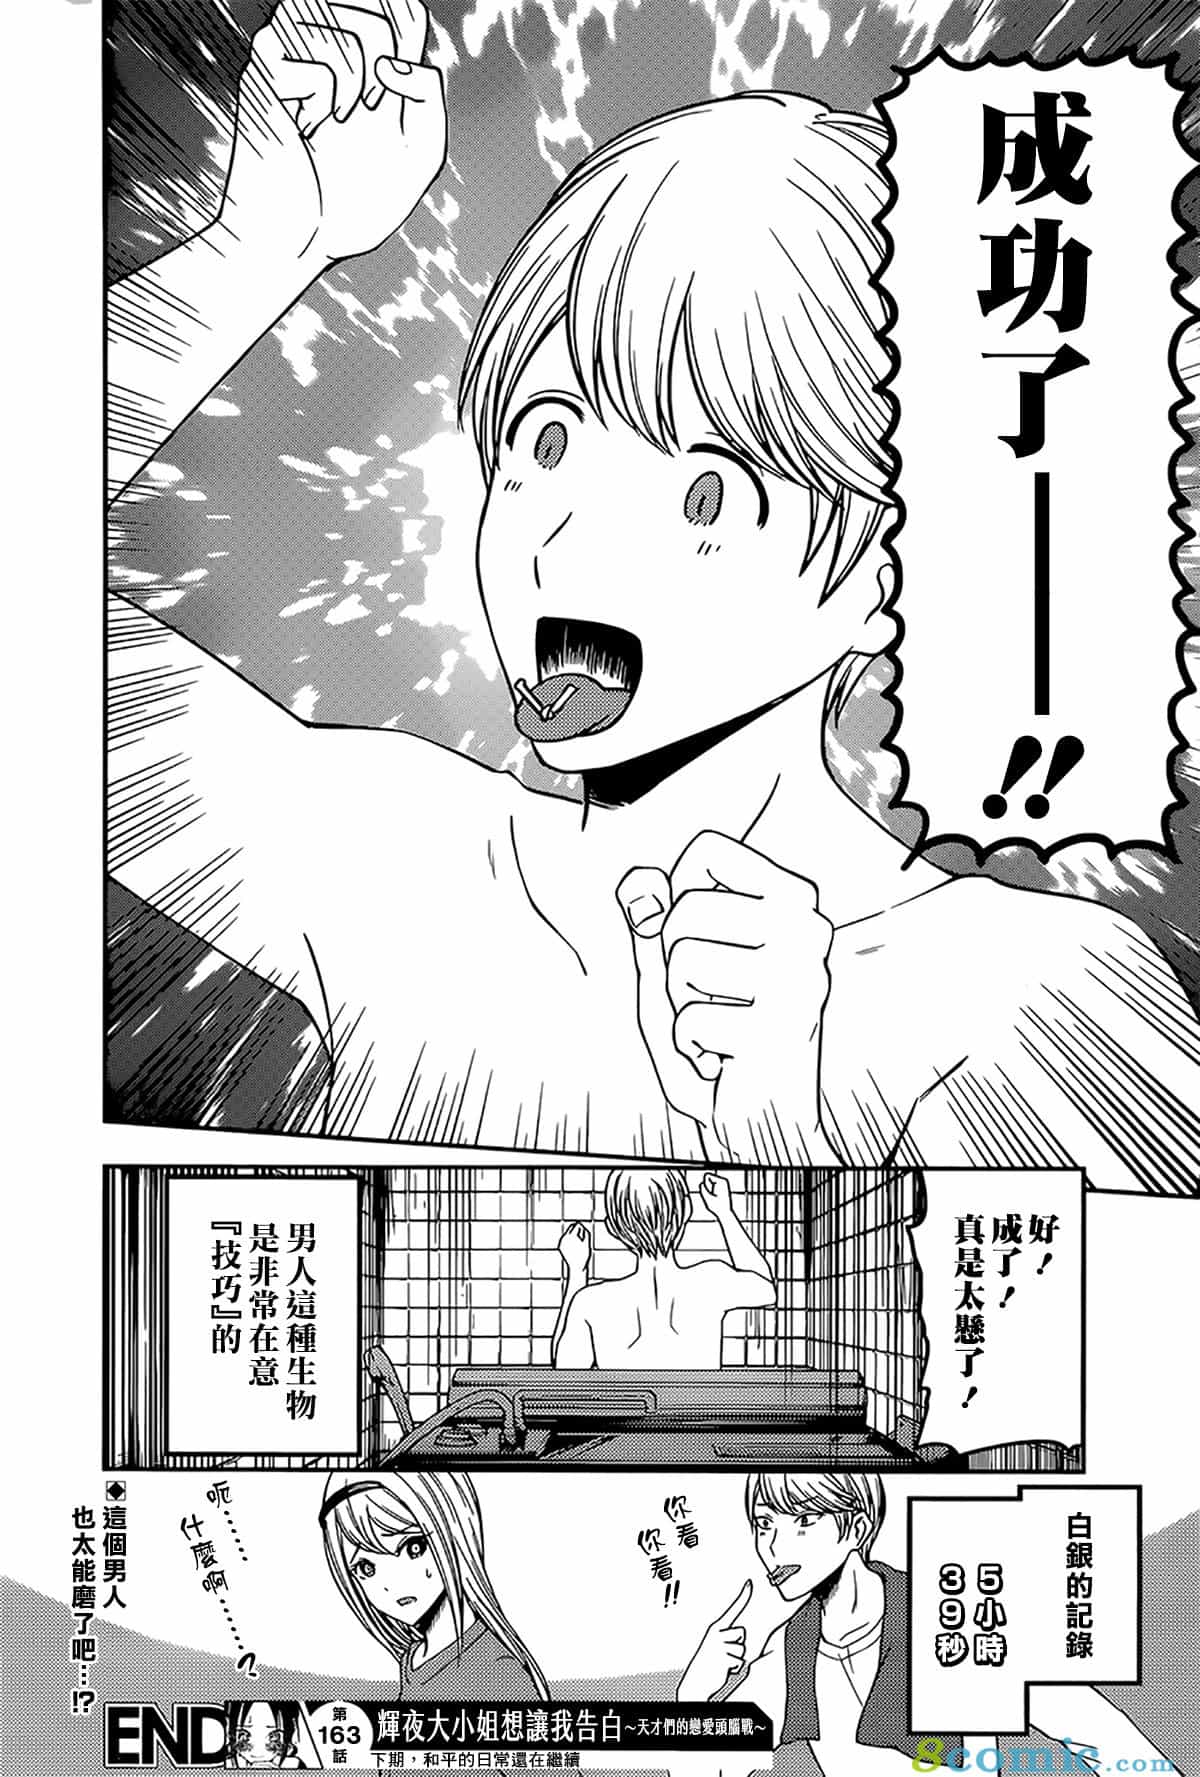 成功了——!!
好！
成了！
真是太懸了！
男人這種生物
是非常在意
『技巧』的
白銀的記錄
5小時
39秒
你看
你看!!
呃……
什麼啊……?
◆這個男人
也太能磨了吧…!?
END
第
163
話
輝夜大小姐想讓我告白～天才們的戀愛頭腦戰～
下期，和平的日常還在繼續
8comic.com